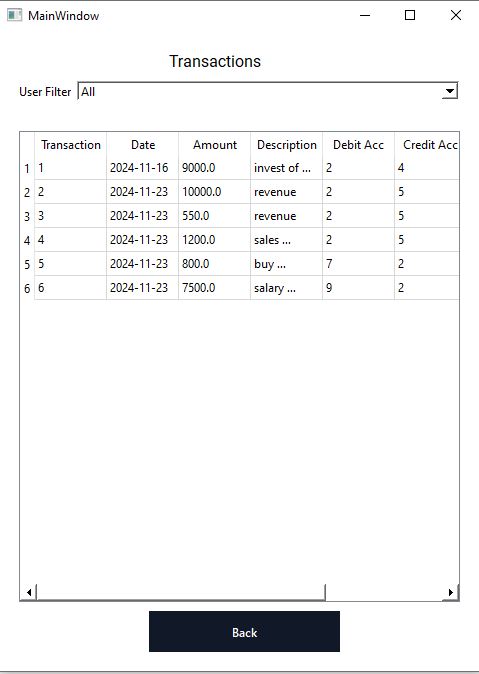 MainWindow
Transactions
User Filter All
Transaction Date Amount Description Debit Acc Credit Acc
1 1 2024-11-16 9000.0 invest of ... 2 4
2 2 2024-11-23 10000.0 revenue 2 5
3 3 2024-11-23 550.0 revenue 2 5
4 4 2024-11-23 1200.0 sales ... 2 5
5 5 2024-11-23 800.0 buy ... 7 2
6 6 2024-11-23 7500.0 salary ... 9 2
Back